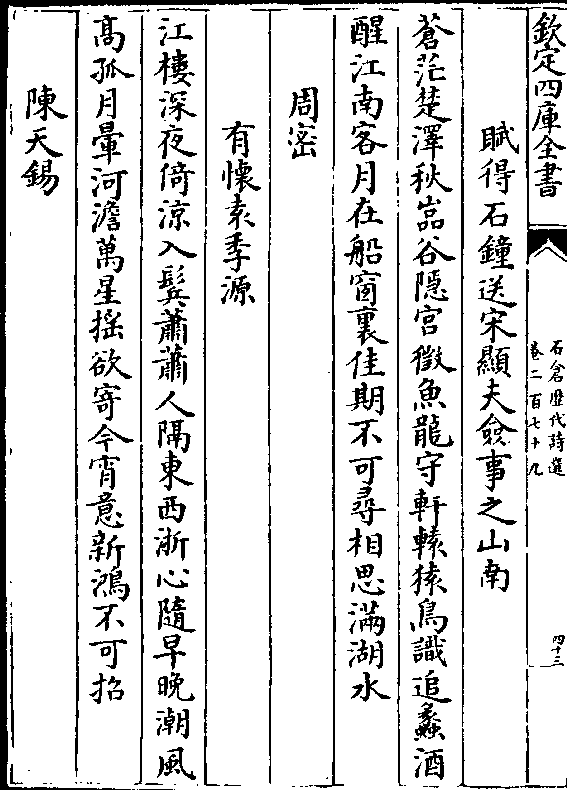 欽定四庫全書
石倉歷代詩選
卷二百七十九
四十三
賦得石鐘送宋顯夫僉事之山南
蒼茫楚澤秋嵓谷隱宮徵魚龍守軒轅猿鳥識追蠡酒
醒江南客月在船窗裏佳期不可尋相思滿湖水
周密
有懷袁季源
江樓深夜倚涼入鬂蕭蕭人隔東西浙心隨早晚潮風
高孤月暈河澹萬星揺欲寄今宵意新鴻不可招
陳天錫